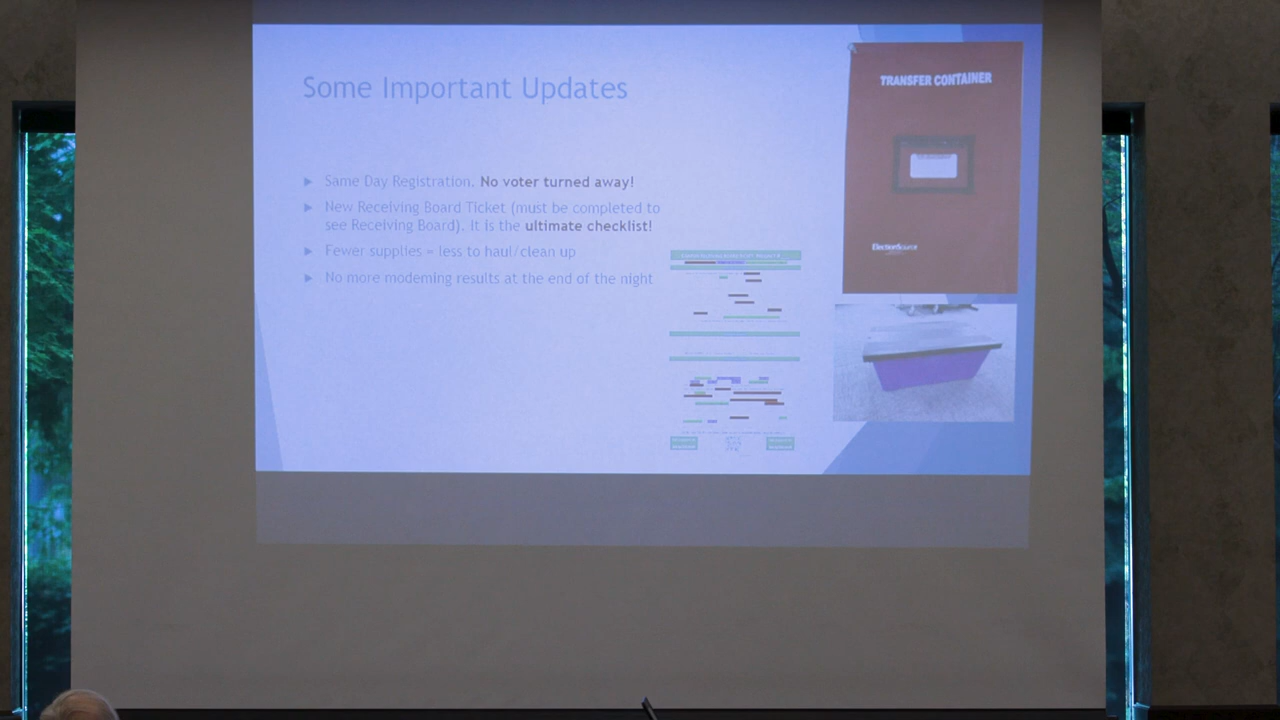 Some Important Updates
Same Day Registration. No voter turned away!
New Receiving Board Ticket (must be completed to
see Receiving Board). It is the ultimate checklist!
Fewer supplies = less to haul/clean up
No more modeming results at the end of the night
TRANSFER CONTAINER
ElectionSource